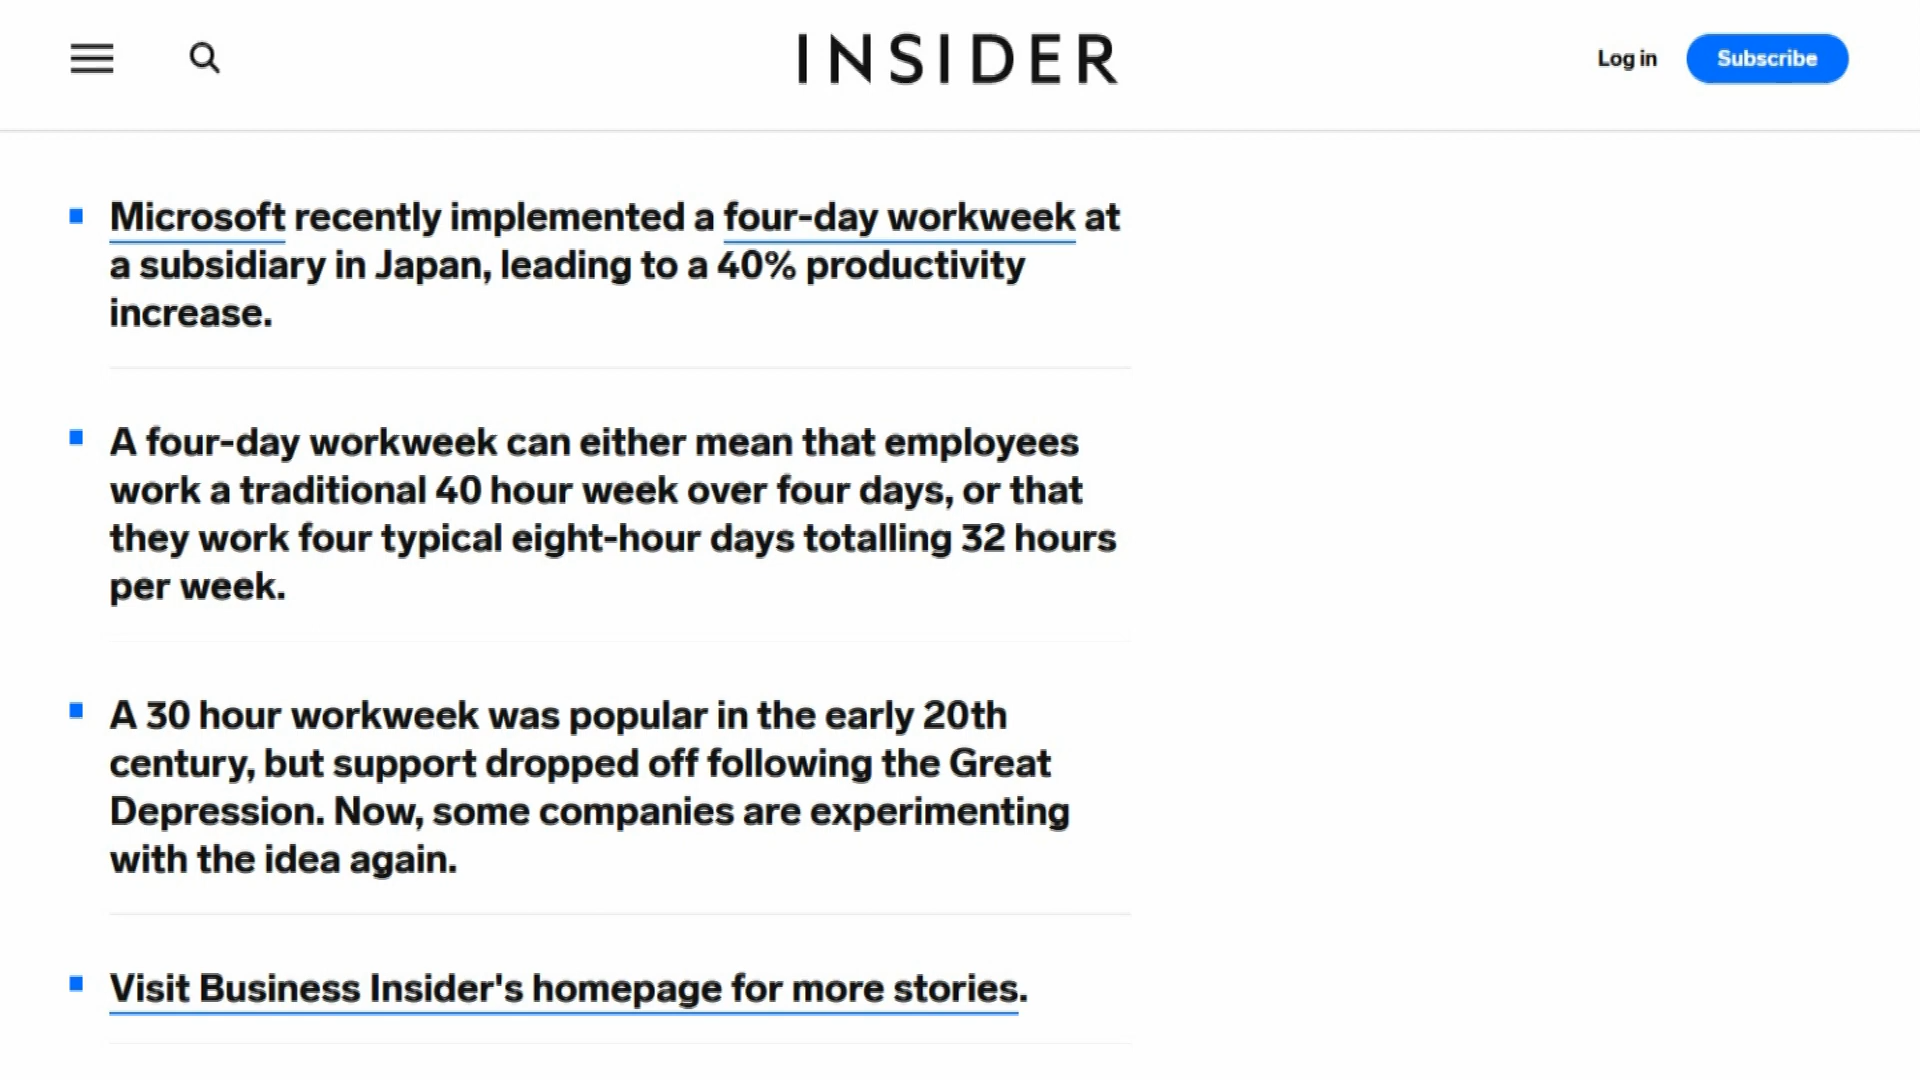 INSIDER
Log in
Subscribe
Microsoft recently implemented a four-day workweek at
a subsidiary in Japan, leading to a 40% productivity
increase.
A four-day workweek can either mean that employees
work a traditional 40 hour week over four days, or that
they work four typical eight-hour days totalling 32 hours
per week.
A 30 hour workweek was popular in the early 20th
century, but support dropped off following the Great
Depression. Now, some companies are experimenting
with the idea again.
Visit Business Insider's homepage for more stories.